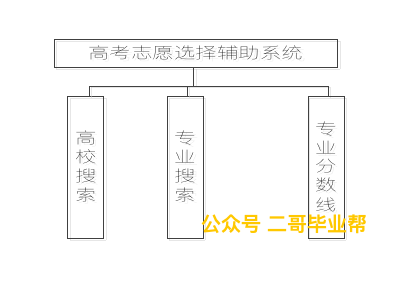 高考志愿选择辅助系统
高校搜索
专业搜索
专业分数线
公众号 二哥毕业帮